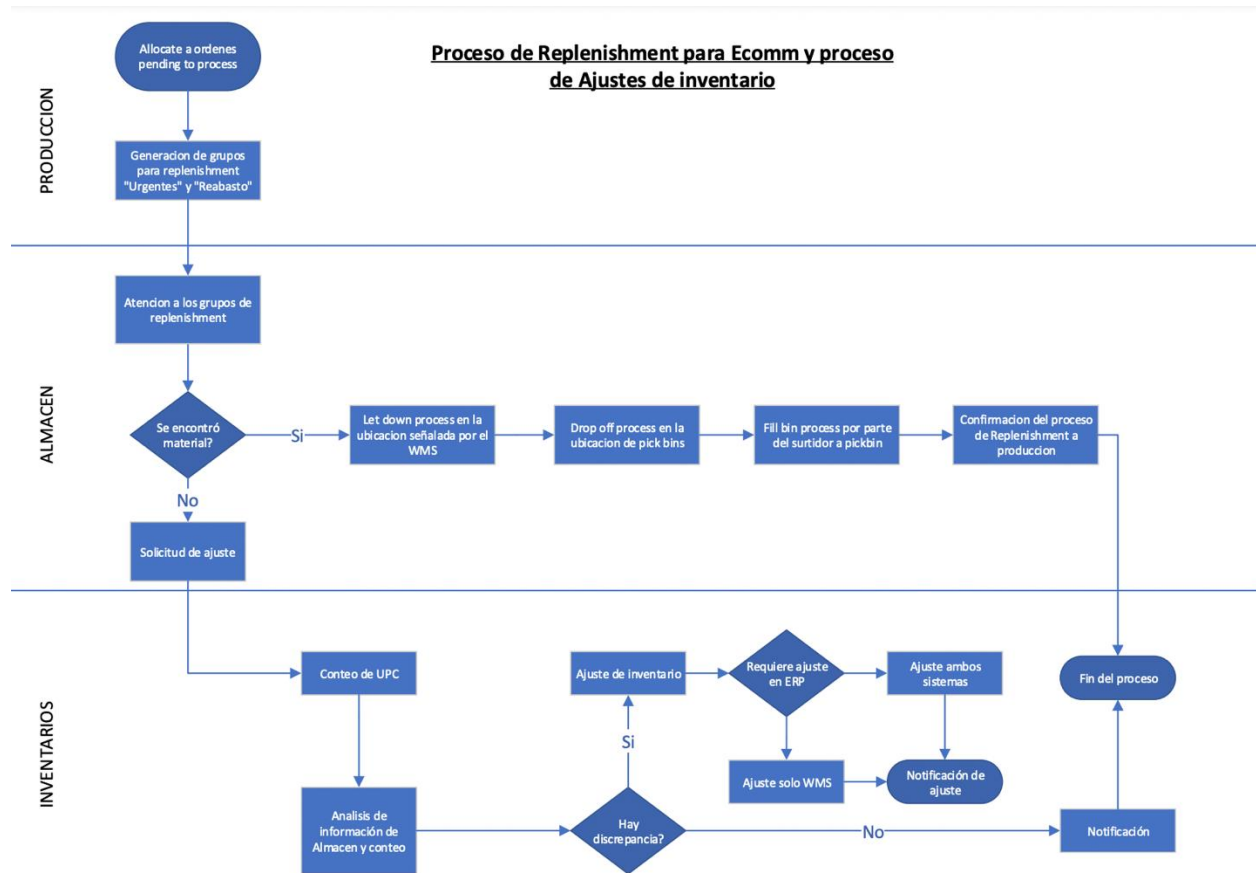 Proceso de Replenishment para Ecomm y proceso
de Ajustes de inventario
PRODUCCION
Allocate a ordenes
pending to process
Generacion de grupos
para replenishment
"Urgentes" y "Reabasto"
ALMACEN
Atencion a los grupos de
replenishment
Se encontró
material?
Si
Let down process en la
ubicacion señalada por el
WMS
Drop off process en la
ubicacion de pick bins
Fill bin process por parte
del surtidor a pickbin
Confirmacion del proceso
de Replenishment a
produccion
No
Solicitud de ajuste
INVENTARIOS
Conteo de UPC
Analisis de
información de
Almacen y conteo
Hay
discrepancia?
Si
Ajuste de inventario
Requiere ajuste
en ERP
Ajuste ambos
sistemas
Ajuste solo WMS
Notificación de
ajuste
No
Notificación
Fin del proceso